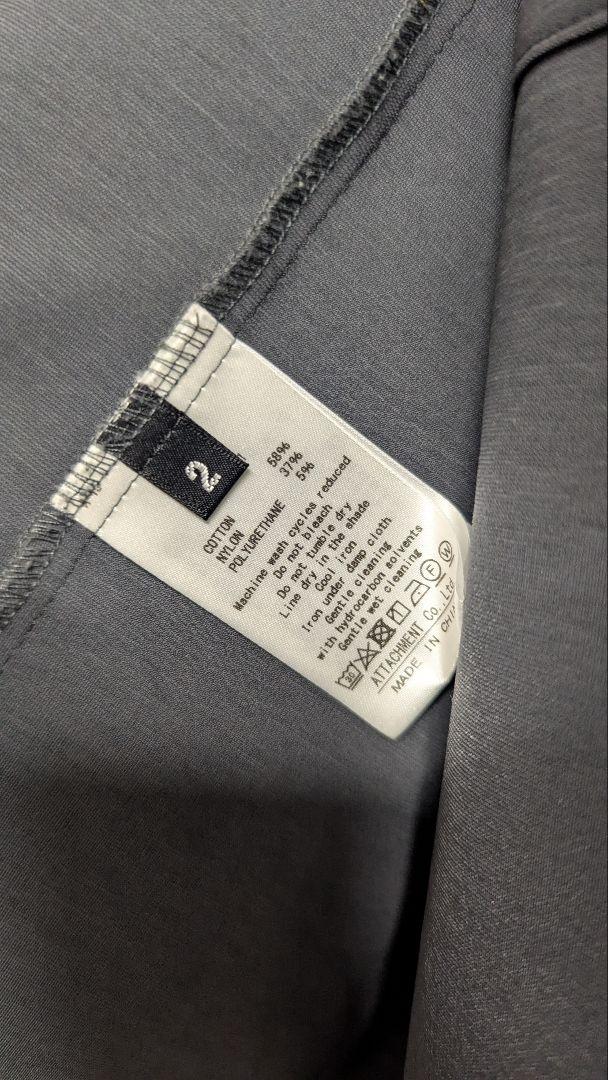 2
COTTON 58%
NYLON 37%
POLYURETHANE 5%
Machine wash cycles reduced
Do not bleach
Do not tumble dry
Line dry in the shade
Cool iron
Iron under damp cloth
Gentle cleaning
with hydrocarbon solvents
Gentle wet cleaning
30 F W
ATTACHMENT Co., Ltd
MADE IN CHIN